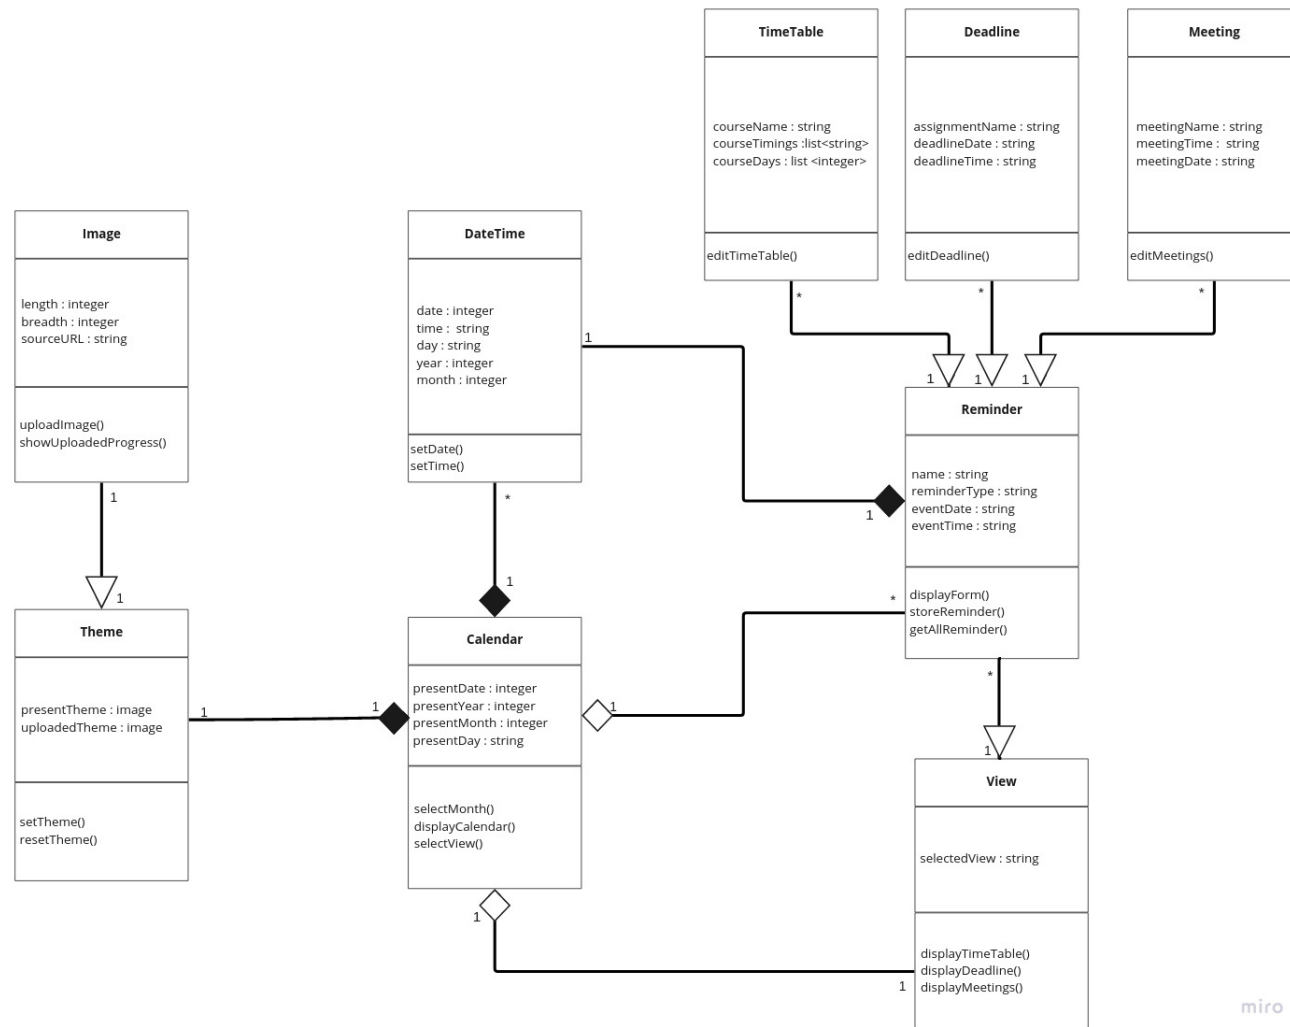 TimeTable
courseName : string
courseTimings :list<string>
courseDays : list <integer>
editTimeTable()
*
1
Deadline
assignmentName : string
deadlineDate : string
deadlineTime : string
editDeadline()
*
1
Meeting
meetingName : string
meetingTime :  string
meetingDate : string
editMeetings()
*
1
Image
length : integer
breadth : integer
sourceURL : string
uploadImage()
showUploadedProgress()
1
1
DateTime
date : integer
time :  string
day : string
year : integer
month : integer
setDate()
setTime()
1
1
*
1
Reminder
name : string
reminderType : string
eventDate : string
eventTime : string
displayForm()
storeReminder()
getAllReminder()
*
1
*
1
Theme
presentTheme : image
uploadedTheme : image
setTheme()
resetTheme()
1
1
Calendar
presentDate : integer
presentYear : integer
presentMonth : integer
presentDay : string
selectMonth()
displayCalendar()
selectView()
1
1
View
selectedView : string
displayTimeTable()
displayDeadline()
displayMeetings()
miro